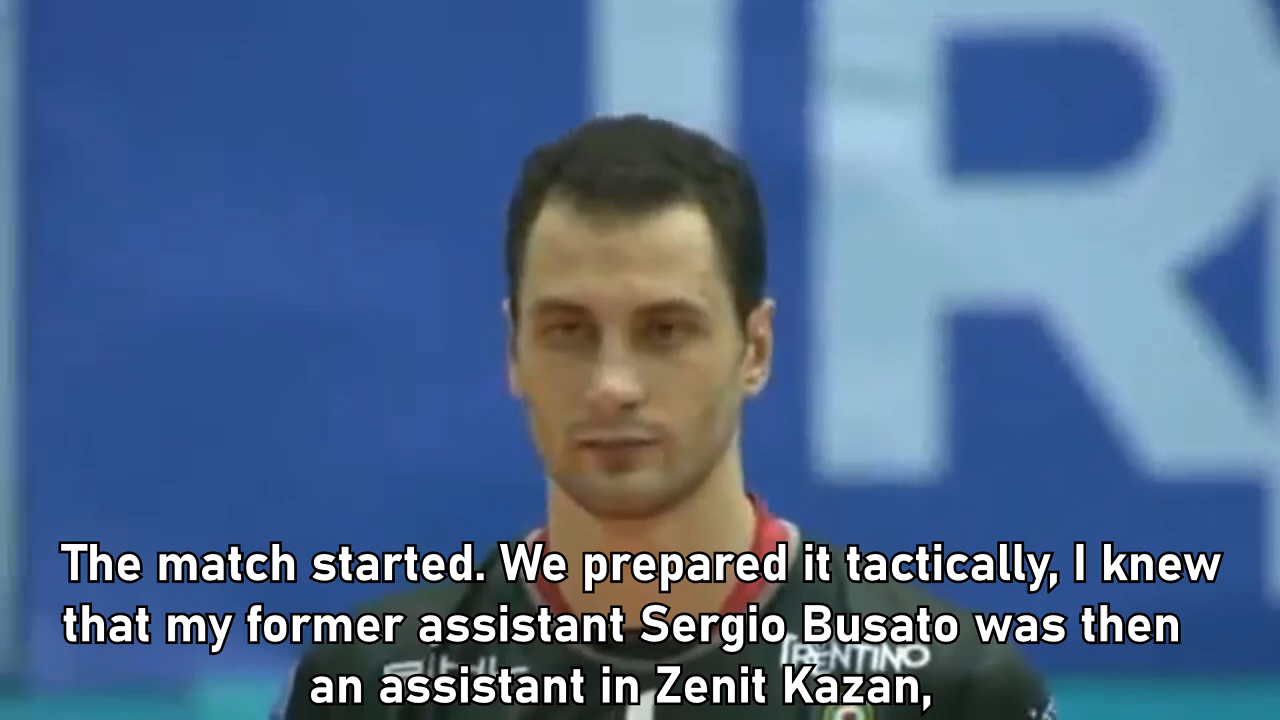 R
The match started. We prepared it tactically, I knew
that my former assistant Sergio Busato was then
TRENTINO
an assistant in Zenit Kazan,